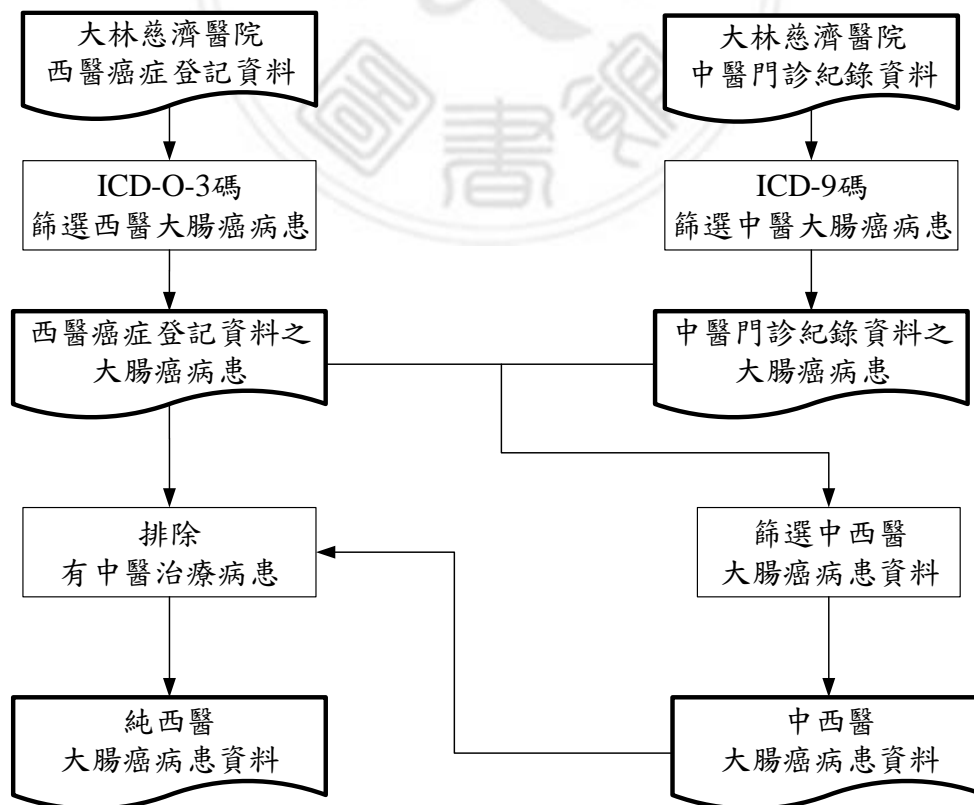 大林慈濟醫院
西醫癌症登記資料
大林慈濟醫院
中醫門診紀錄資料
ICD-O-3碼
篩選西醫大腸癌病患
ICD-9碼
篩選中醫大腸癌病患
西醫癌症登記資料之
大腸癌病患
中醫門診紀錄資料之
大腸癌病患
排除
有中醫治療病患
篩選中西醫
大腸癌病患資料
純西醫
大腸癌病患資料
中西醫
大腸癌病患資料
圖書館